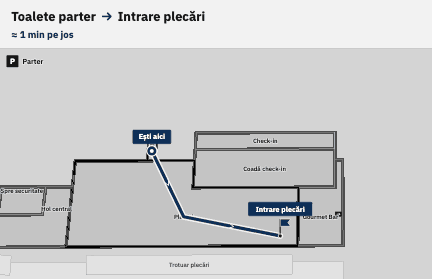 Toalete parter → Intrare plecări
≈ 1 min pe jos
P Parter
Ești aici
Check-in
Coadă check-in
Spre securitate
Hol central
Intrare plecări
Gourmet Bar
Trotuar plecări